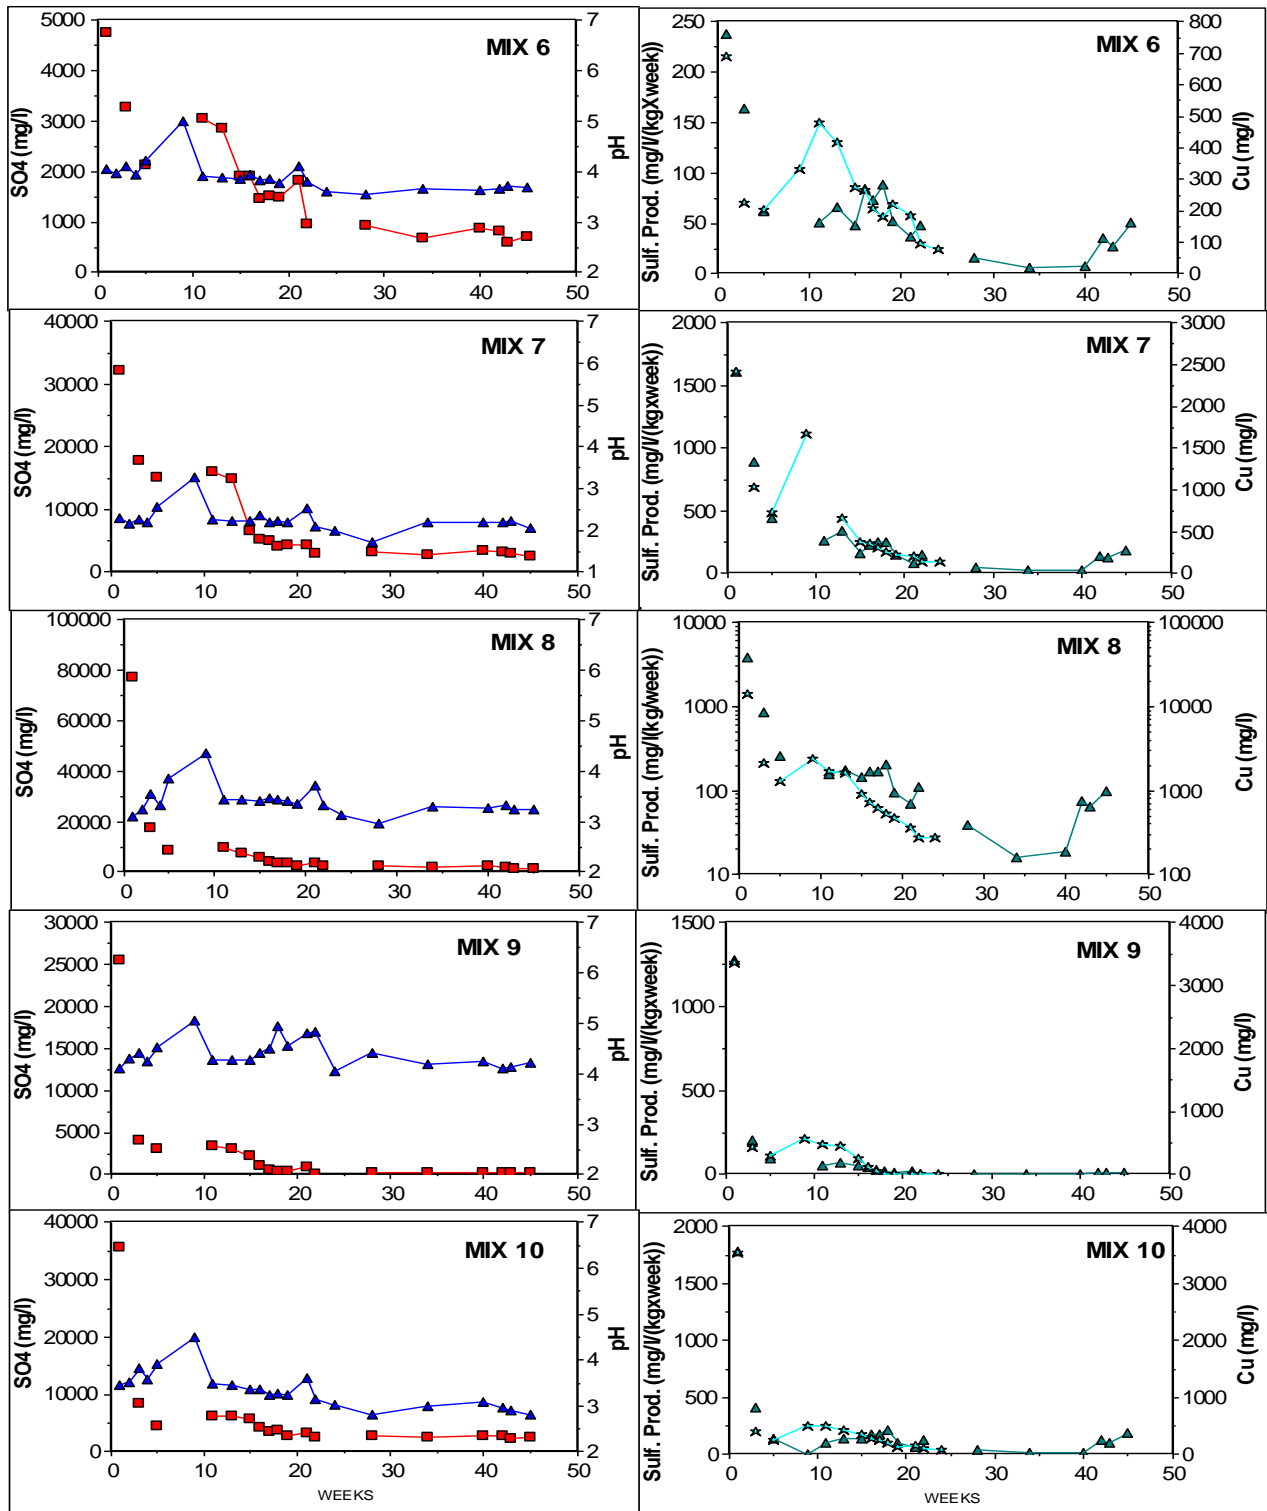 MIX 6
SO4 (mg/l)
5000
4000
3000
2000
1000
0
7
6
5
4
3
2
pH
0 10 20 30 40 50
MIX 6
Sulf. Prod. (mg/l/(kgXweek))
250
200
150
100
50
0
800
700
600
500
400
300
200
100
0
Cu (mg/l)
0 10 20 30 40 50
MIX 7
SO4 (mg/l)
40000
30000
20000
10000
0
7
6
5
4
3
2
1
pH
0 10 20 30 40 50
MIX 7
Sulf. Prod. (mg/l/(kgxweek))
2000
1500
1000
500
0
3000
2500
2000
1500
1000
500
0
Cu (mg/l)
0 10 20 30 40 50
MIX 8
SO4 (mg/l)
100000
80000
60000
40000
20000
0
7
6
5
4
3
2
pH
0 10 20 30 40 50
MIX 8
Sulf. Prod. (mg/l/(kg/week))
10000
1000
100
10
100000
10000
1000
100
Cu (mg/l)
0 10 20 30 40 50
MIX 9
SO4 (mg/l)
30000
25000
20000
15000
10000
5000
0
7
6
5
4
3
2
pH
0 10 20 30 40 50
MIX 9
Sulf. Prod. (mg/l/(kgxweek))
1500
1000
500
0
4000
3000
2000
1000
0
Cu (mg/l)
0 10 20 30 40 50
MIX 10
SO4 (mg/l)
40000
30000
20000
10000
0
7
6
5
4
3
2
pH
0 10 20 30 40 50
WEEKS
MIX 10
Sulf. Prod. (mg/l/(kgxweek))
2000
1500
1000
500
0
4000
3000
2000
1000
0
Cu (mg/l)
0 10 20 30 40 50
WEEKS